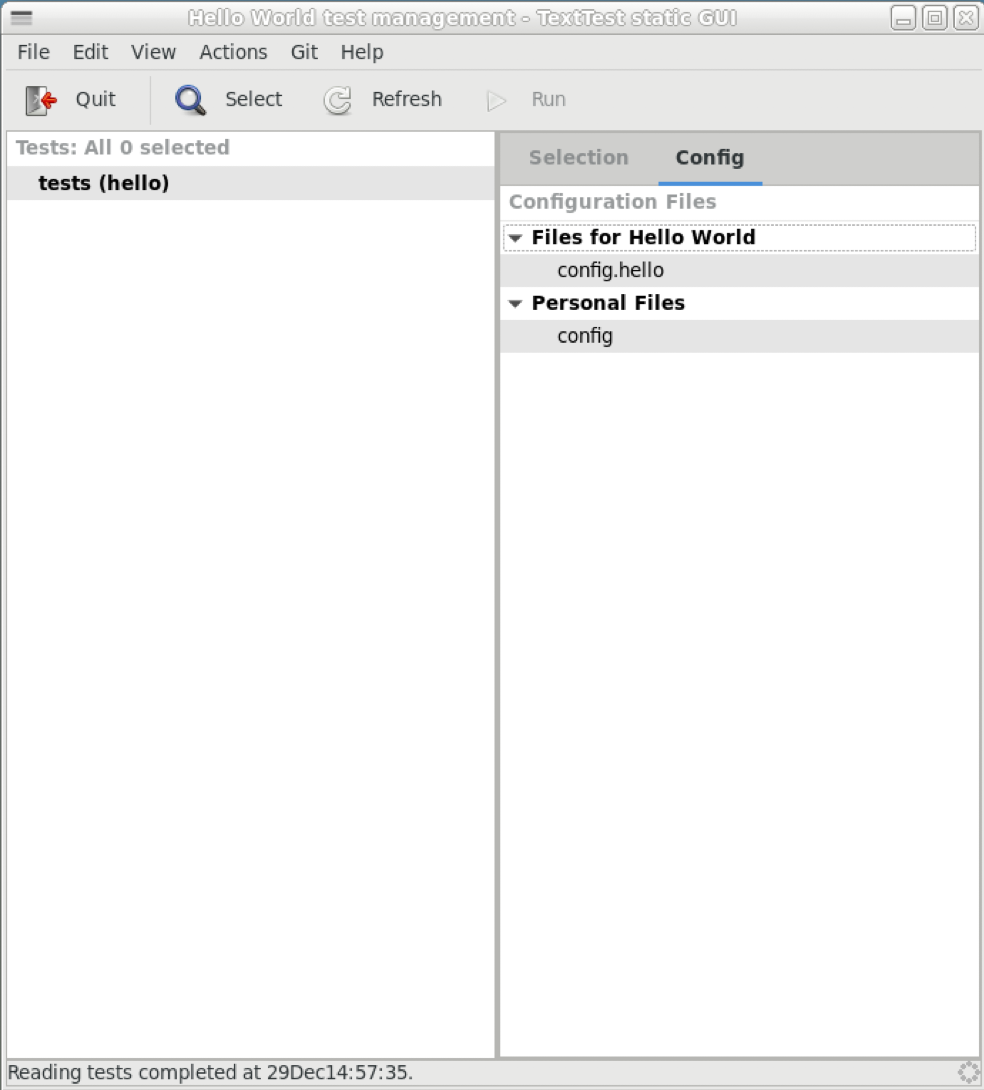 Hello World test management - TextTest static GUI
File Edit View Actions Git Help
Quit Select Refresh Run
Tests: All 0 selected
tests (hello)
Selection Config
Configuration Files
Files for Hello World
config.hello
Personal Files
config
Reading tests completed at 29Dec14:57:35.